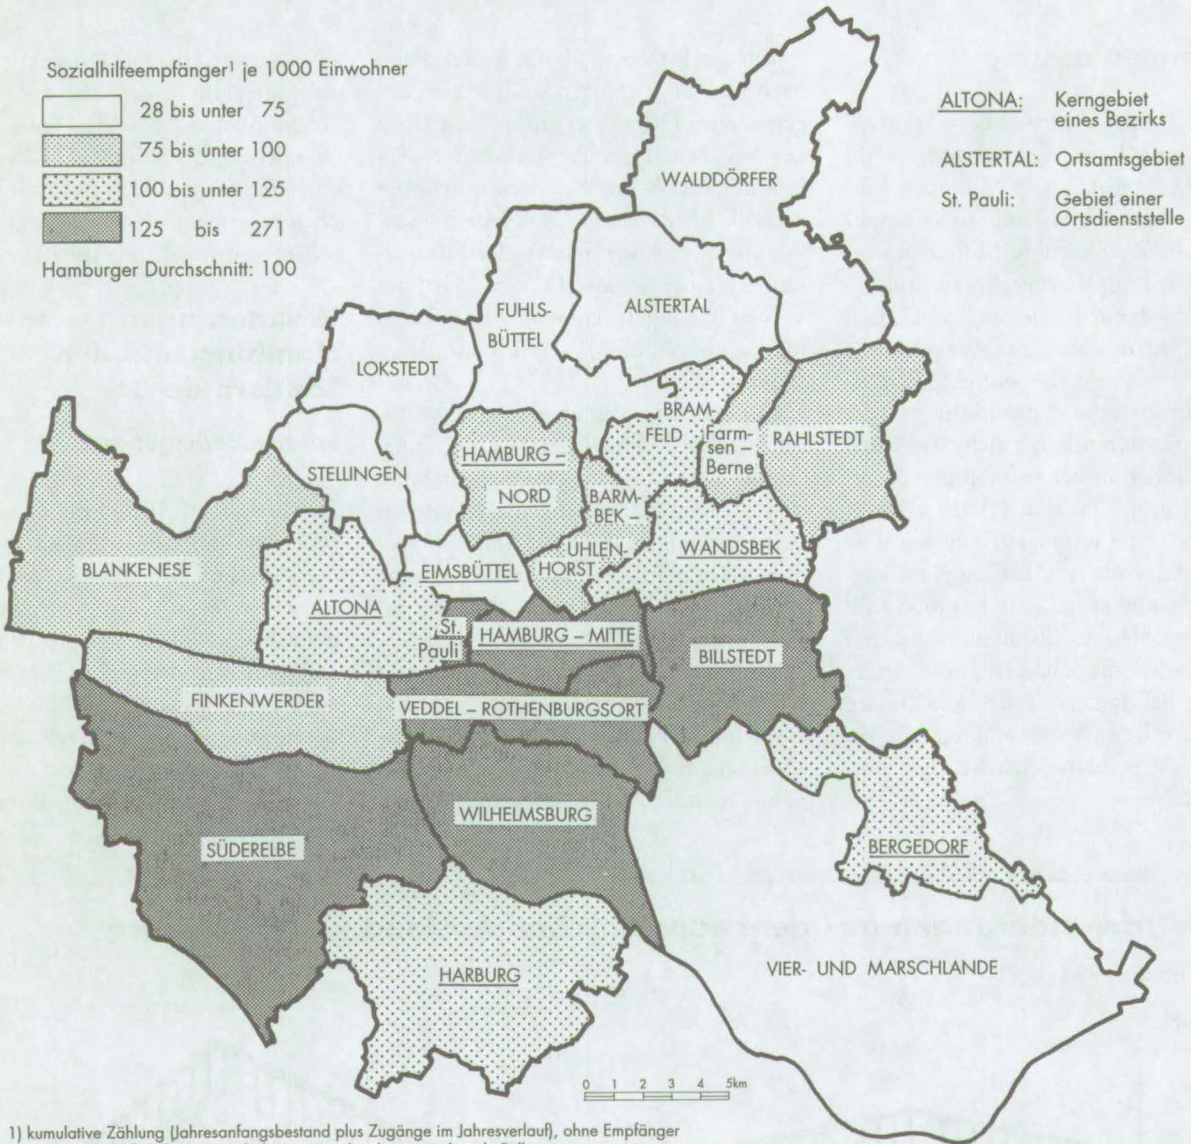 Sozialhilfeempfänger¹ je 1000 Einwohner
28 bis unter 75
75 bis unter 100
100 bis unter 125
125 bis 271
Hamburger Durchschnitt: 100
ALTONA: Kerngebiet
eines Bezirks
ALSTERTAL: Ortsamtsgebiet
St. Pauli: Gebiet einer
Ortsdienststelle
WALDDÖRFER
FUHLS-
BÜTTEL
ALSTERTAL
LOKSTEDT
BRAM-
FELD
Farm-
sen –
Berne
RAHLSTEDT
STELLINGEN
HAMBURG –
NORD
BARM-
BEK –
UHLEN-
HORST
WANDSBEK
BLANKENESE
EIMSBÜTTEL
ALTONA
St.
Pauli
HAMBURG – MITTE
BILLSTEDT
FINKENWERDER
VEDDEL – ROTHENBURGSORT
WILHELMSBURG
SÜDERELBE
BERGEDORF
HARBURG
VIER- UND MARSCHLANDE
0 1 2 3 4 5km
1) kumulative Zählung (Jahresanfangsbestand plus Zugänge im Jahresverlauf), ohne Empfänger